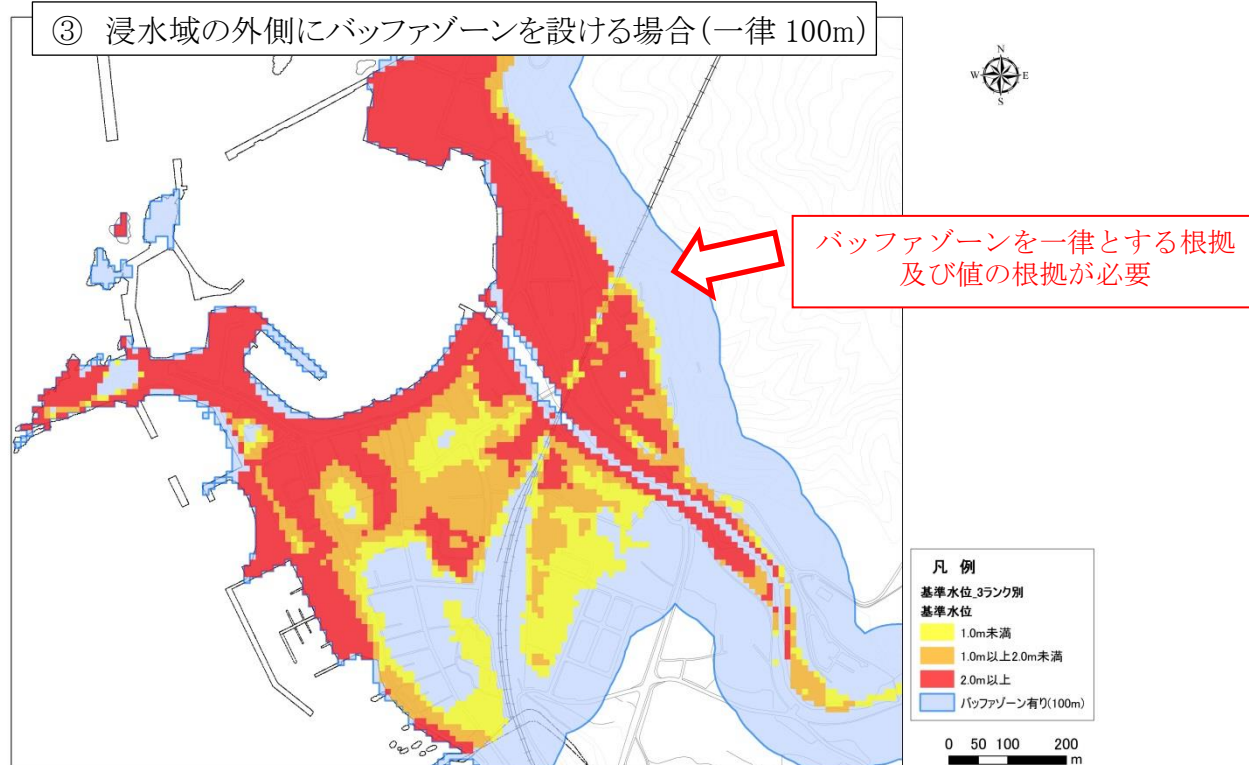 ③ 浸水域の外側にバッファゾーンを設ける場合（一律 100m）
N
W
E
S
バッファゾーンを一律とする根拠
及び値の根拠が必要
凡 例
基準水位_3ランク別
基準水位
1.0m未満
1.0m以上2.0m未満
2.0m以上
バッファゾーン有り(100m)
0 50 100 200
m